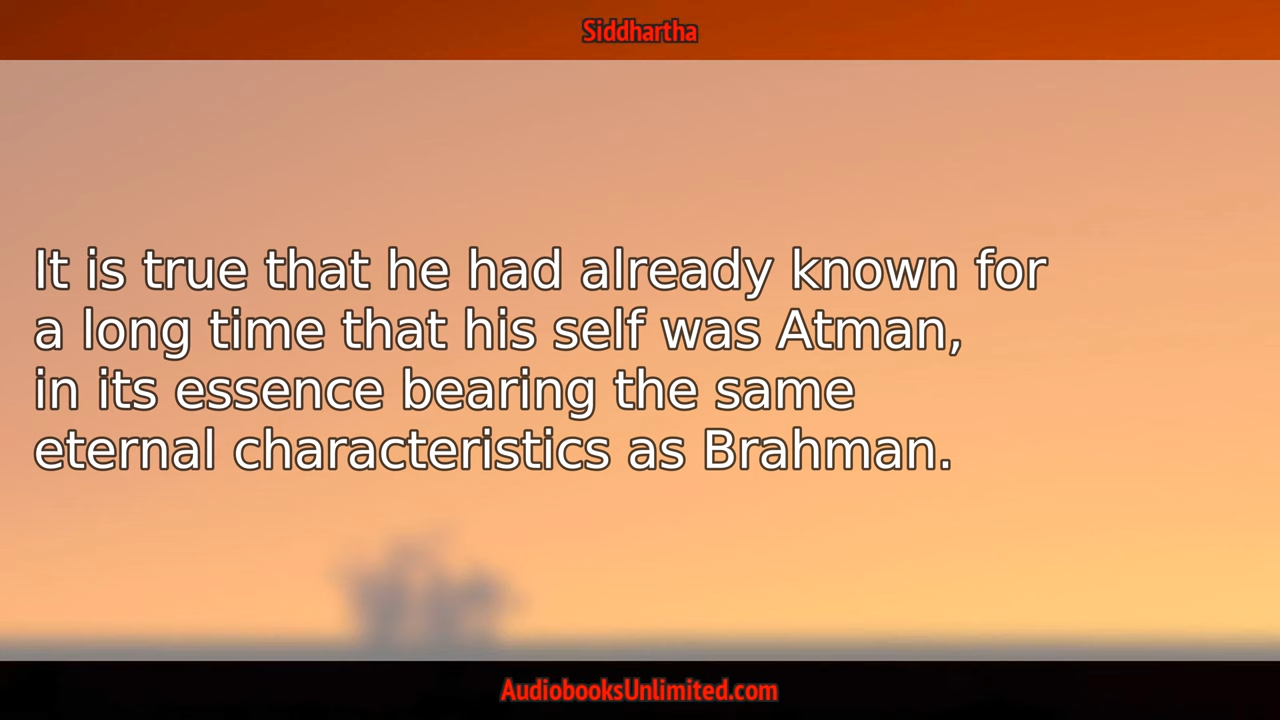 Siddhartha
It is true that he had already known for
a long time that his self was Atman,
in its essence bearing the same
eternal characteristics as Brahman.
AudiobooksUnlimited.com